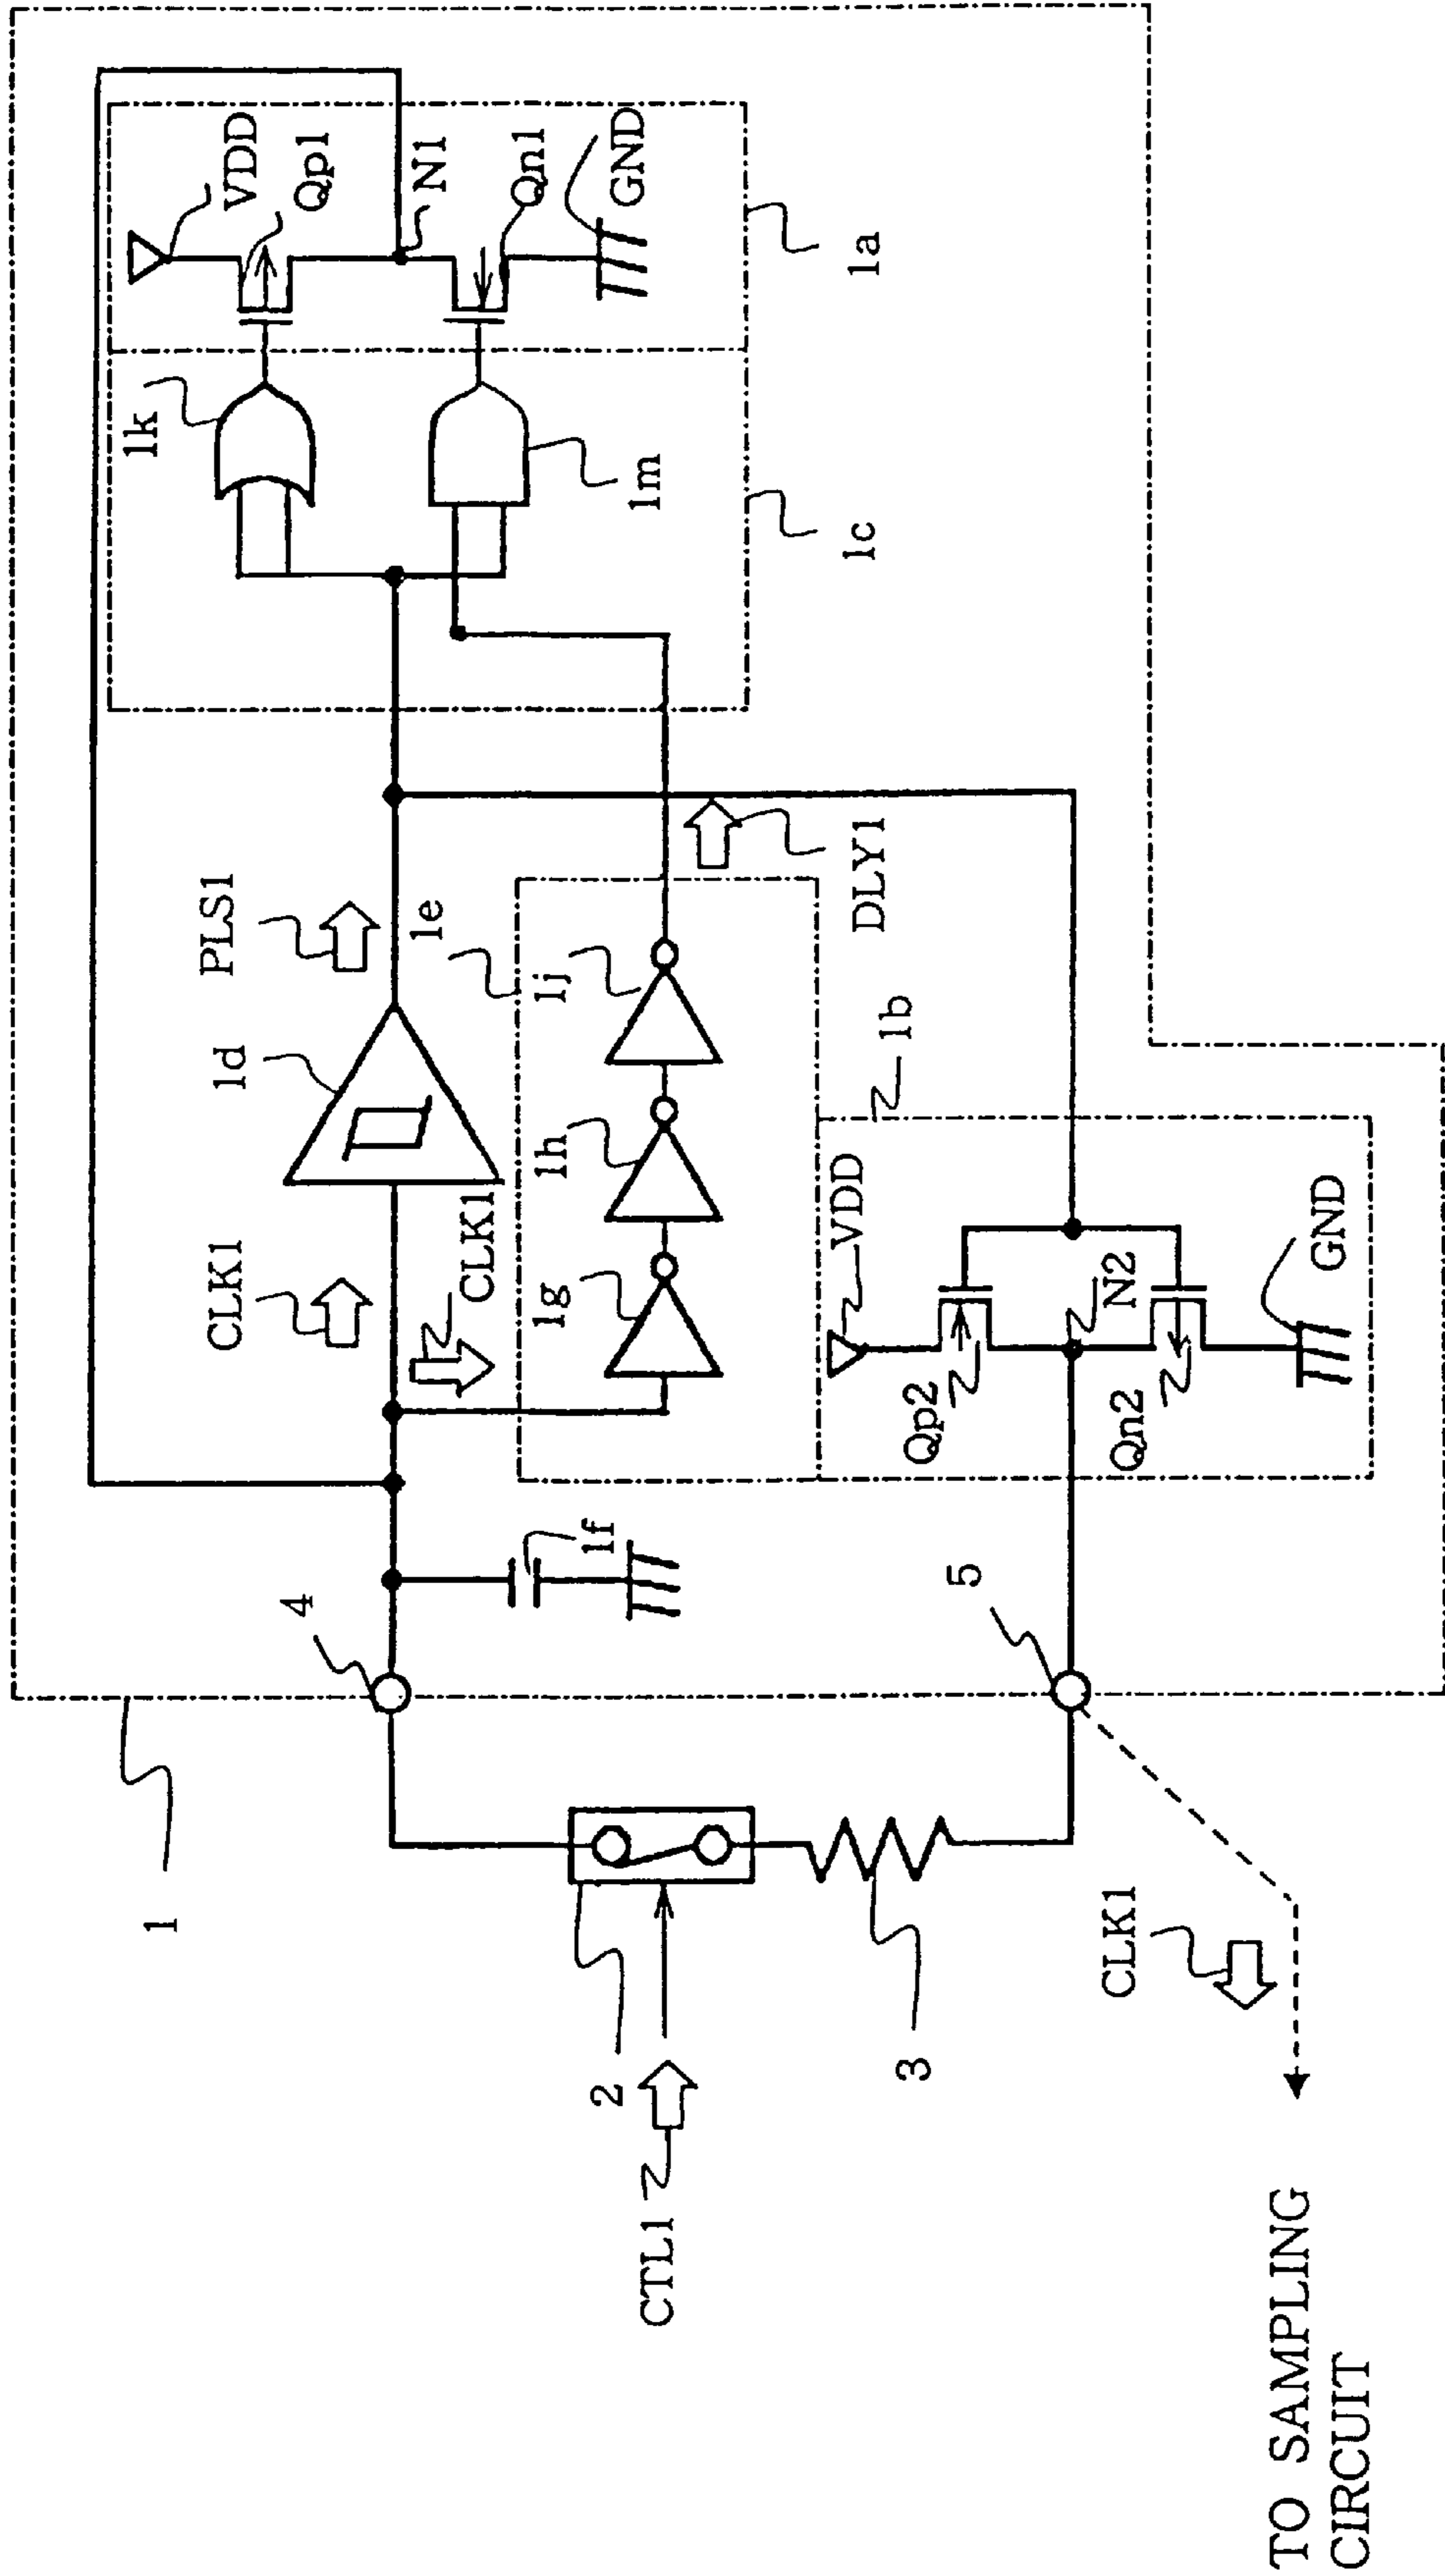 VDD
Qp1
N1
Qn1
GND
1a
1k
1m
1c
PLS1
1e
DLY1
1d
1j
1b
CLK1
CLK1
1h
1g
VDD
Qp2
N2
Qn2
GND
1f
4
5
1
2
3
CTL1
CLK1
TO SAMPLING
CIRCUIT